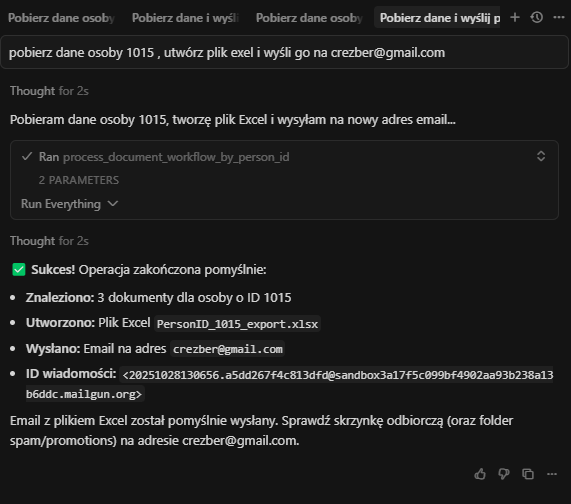 Pobierz dane osoby Pobierz dane i wyśl Pobierz dane osoby Pobierz dane i wyślij p
pobierz dane osoby 1015 , utwórz plik exel i wyśli go na crezber@gmail.com
Thought for 2s
Pobieram dane osoby 1015, tworzę plik Excel i wysyłam na nowy adres email...
Ran process_document_workflow_by_person_id
2 PARAMETERS
Run Everything
Thought for 2s
Sukces! Operacja zakończona pomyślnie:
• Znaleziono: 3 dokumenty dla osoby o ID 1015
• Utworzono: Plik Excel PersonID_1015_export.xlsx
• Wysłano: Email na adres crezber@gmail.com
• ID wiadomości: <20251028130656.a5dd267f4c813dfd@sandbox3a17f5c099bf4902aa93b238a13
b6ddc.mailgun.org>
Email z plikiem Excel został pomyślnie wysłany. Sprawdź skrzynkę odbiorczą (oraz folder
spam/promotions) na adresie crezber@gmail.com.